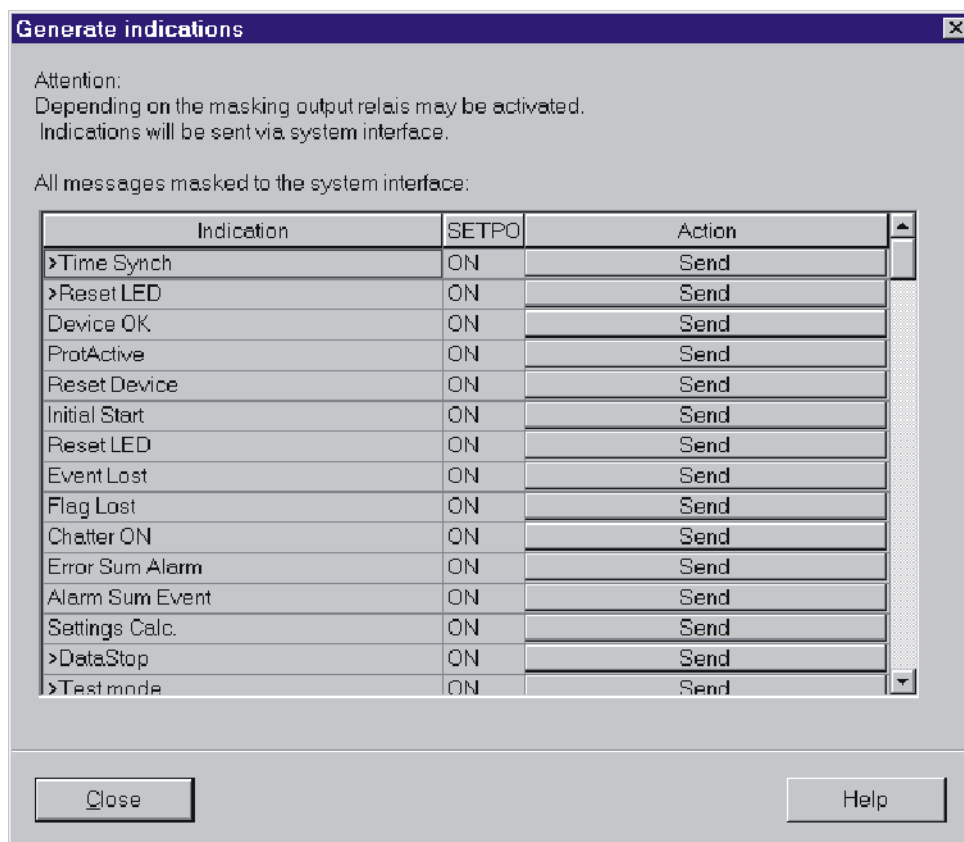 Generate indications
Attention:
Depending on the masking output relais may be activated.
Indications will be sent via system interface.
All messages masked to the system interface:
Indication SETPO Action
>Time Synch ON Send
>Reset LED ON Send
Device OK ON Send
ProtActive ON Send
Reset Device ON Send
Initial Start ON Send
Reset LED ON Send
Event Lost ON Send
Flag Lost ON Send
Chatter ON ON Send
Error Sum Alarm ON Send
Alarm Sum Event ON Send
Settings Calc. ON Send
>DataStop ON Send
>Test mode ON Send
Close Help